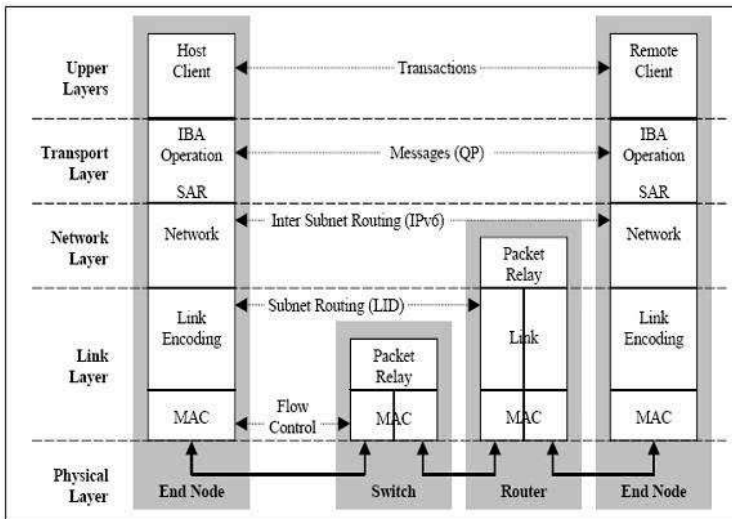 Upper
Layers
Host
Client
Transactions
Remote
Client
Transport
Layer
IBA
Operation
SAR
Messages (QP)
IBA
Operation
SAR
Network
Layer
Network
Inter Subnet Routing (IPv6)
Packet
Relay
Network
Link
Layer
Link
Encoding
Subnet Routing (LID)
Packet
Relay
Link
Link
Encoding
MAC
Flow
Control
MAC
MAC
MAC
Physical
Layer
End Node
Switch
Router
End Node